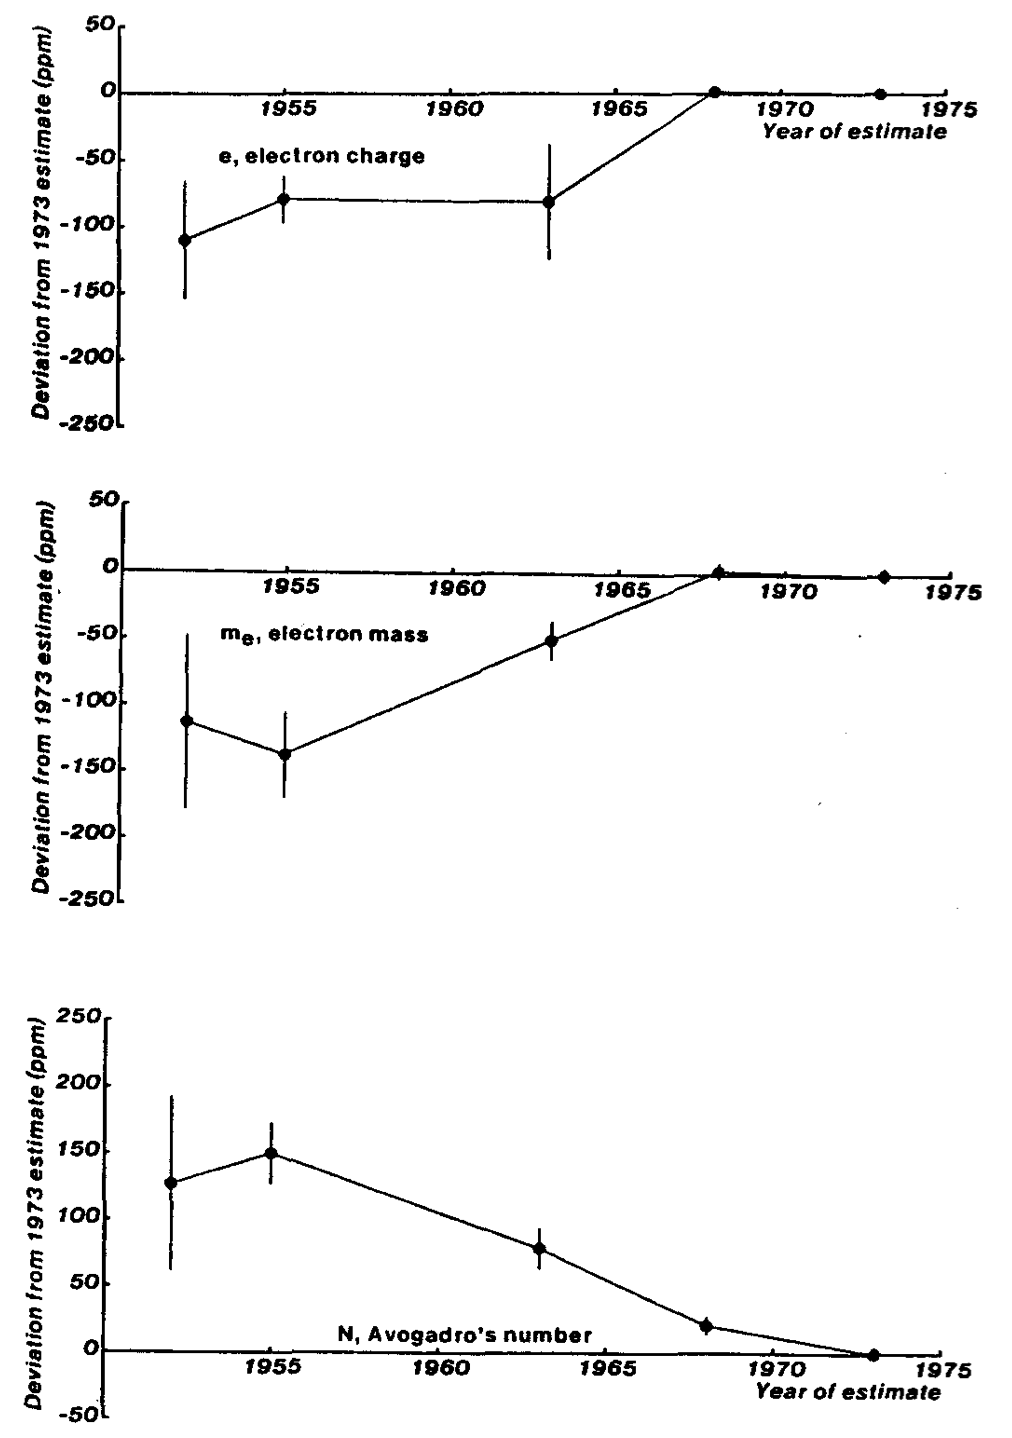 Deviation from 1973 estimate (ppm)
50
0
-50
-100
-150
-200
-250
1955 1960 1965 1970 1975
Year of estimate
e, electron charge
Deviation from 1973 estimate (ppm)
50
0
-50
-100
-150
-200
-250
1955 1960 1965 1970 1975
me, electron mass
Deviation from 1973 estimate (ppm)
250
200
150
100
50
0
-50
N, Avogadro's number
1955 1960 1965 1970 1975
Year of estimate